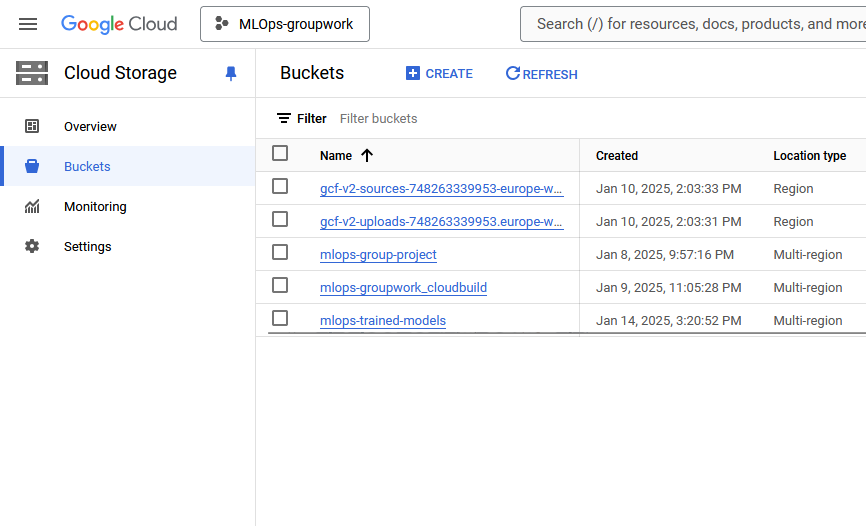 Google Cloud
MLOps-groupwork
Search (/) for resources, docs, products, and more
Cloud Storage
Buckets
CREATE
REFRESH
Overview
Buckets
Monitoring
Settings
Filter Filter buckets
Name Created Location type
gcf-v2-sources-748263339953-europe-w... Jan 10, 2025, 2:03:33 PM Region
gcf-v2-uploads-748263339953.europe-w... Jan 10, 2025, 2:03:31 PM Region
mlops-group-project Jan 8, 2025, 9:57:16 PM Multi-region
mlops-groupwork_cloudbuild Jan 9, 2025, 11:05:28 PM Multi-region
mlops-trained-models Jan 14, 2025, 3:20:52 PM Multi-region